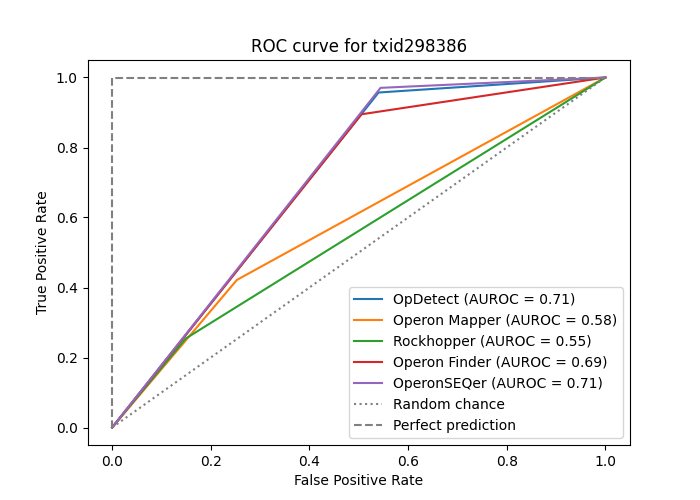 ROC curve for txid298386
True Positive Rate
1.0
0.8
0.6
0.4
0.2
0.0
OpDetect (AUROC = 0.71)
Operon Mapper (AUROC = 0.58)
Rockhopper (AUROC = 0.55)
Operon Finder (AUROC = 0.69)
OperonSEQer (AUROC = 0.71)
Random chance
Perfect prediction
0.0 0.2 0.4 0.6 0.8 1.0
False Positive Rate